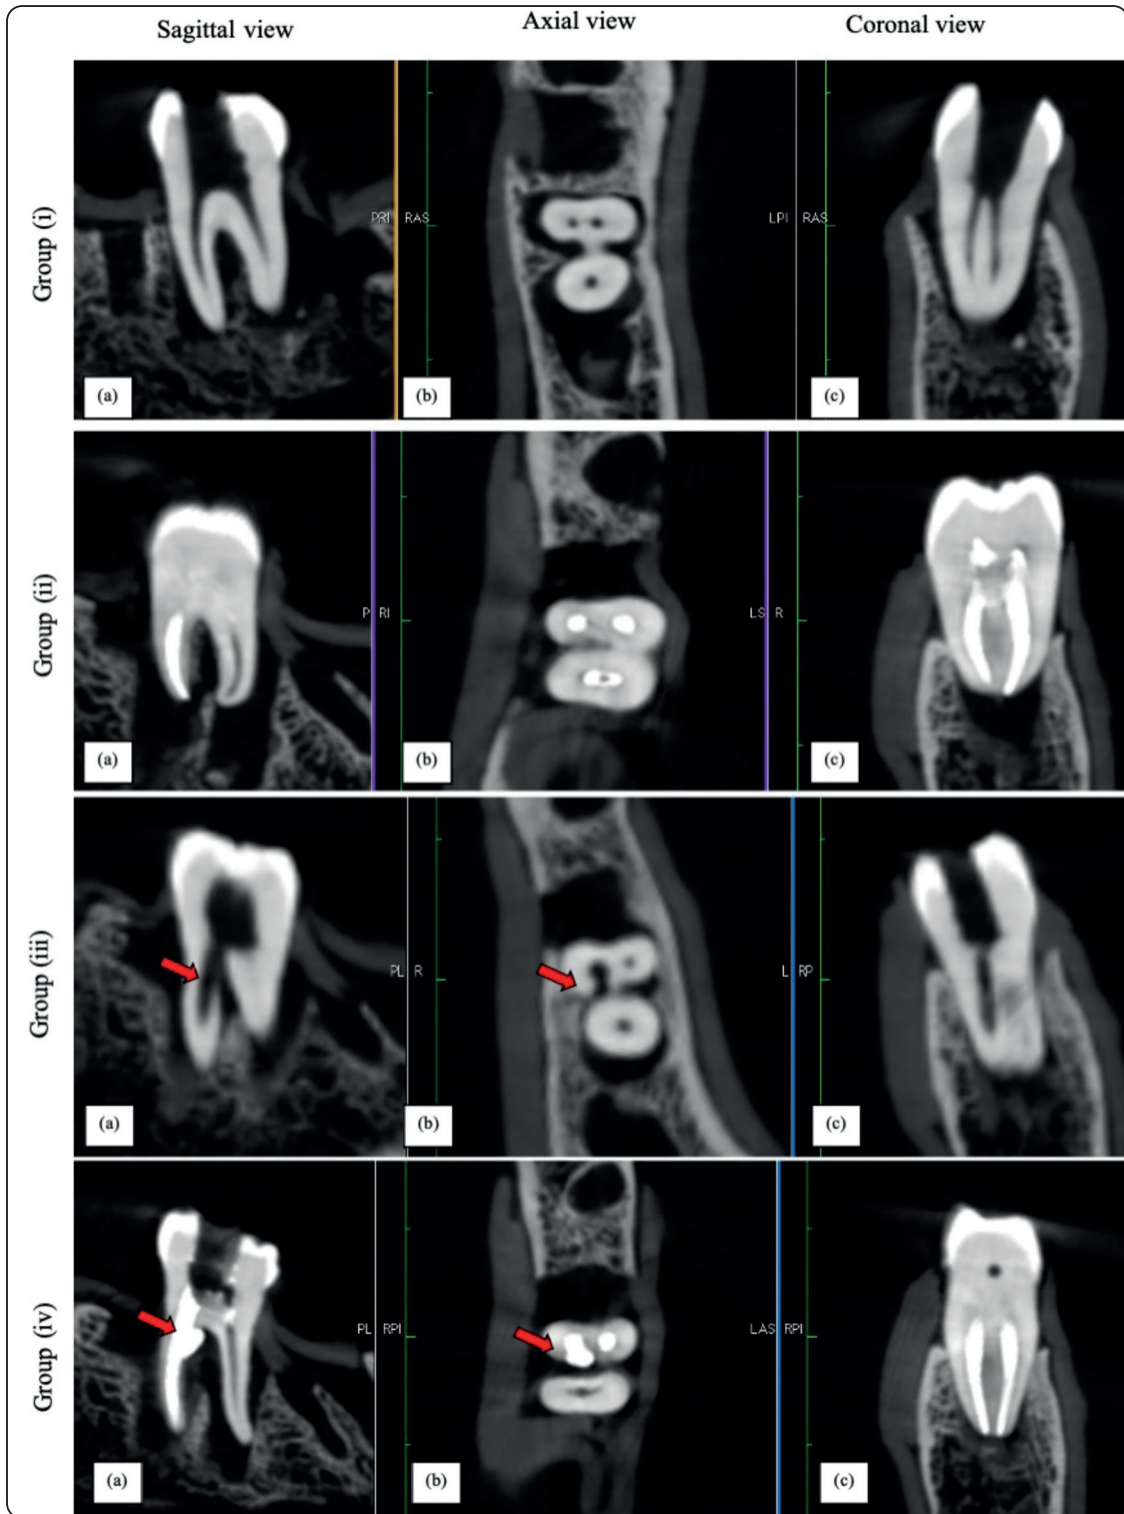 Sagittal view Axial view Coronal view
Group (i)
PRI RAS LPI RAS
(a) (b) (c)
Group (ii)
P RI LS R
(a) (b) (c)
Group (iii)
PL R L RP
(a) (b) (c)
Group (iv)
PL RPI LAS RPI
(a) (b) (c)